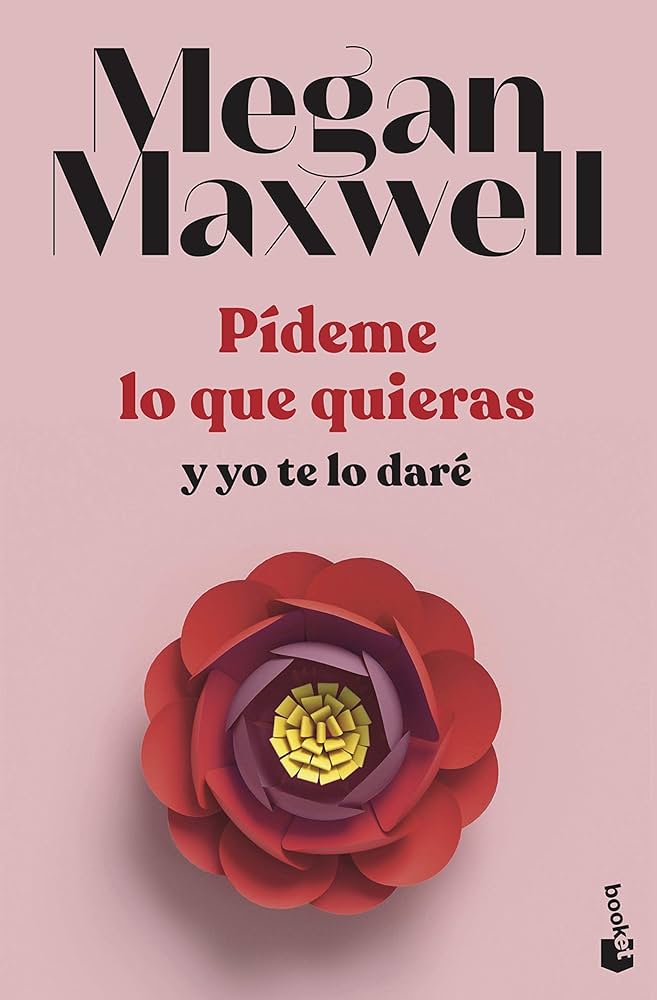 Megan
Maxwell
Pídeme
lo que quieras
y yo te lo daré
booket